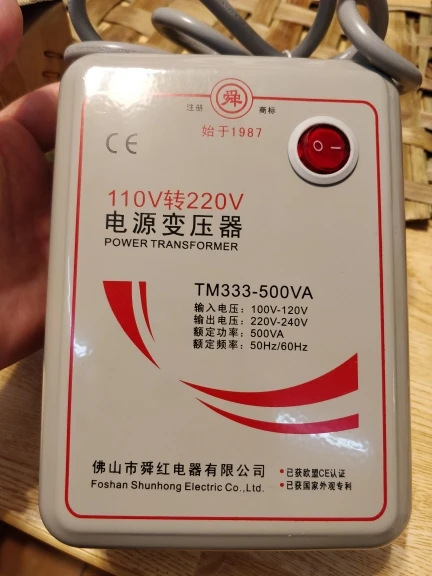 注册 舜 商标
始于1987
CE
110V转220V
电源变压器
POWER TRANSFORMER
TM333-500VA
输入电压：100V-120V
输出电压：220V-240V
额定功率：500VA
额定频率：50Hz/60Hz
佛山市舜红电器有限公司
Foshan Shunhong Electric Co.,Ltd.
•已获欧盟CE认证
•已获国家外观专利